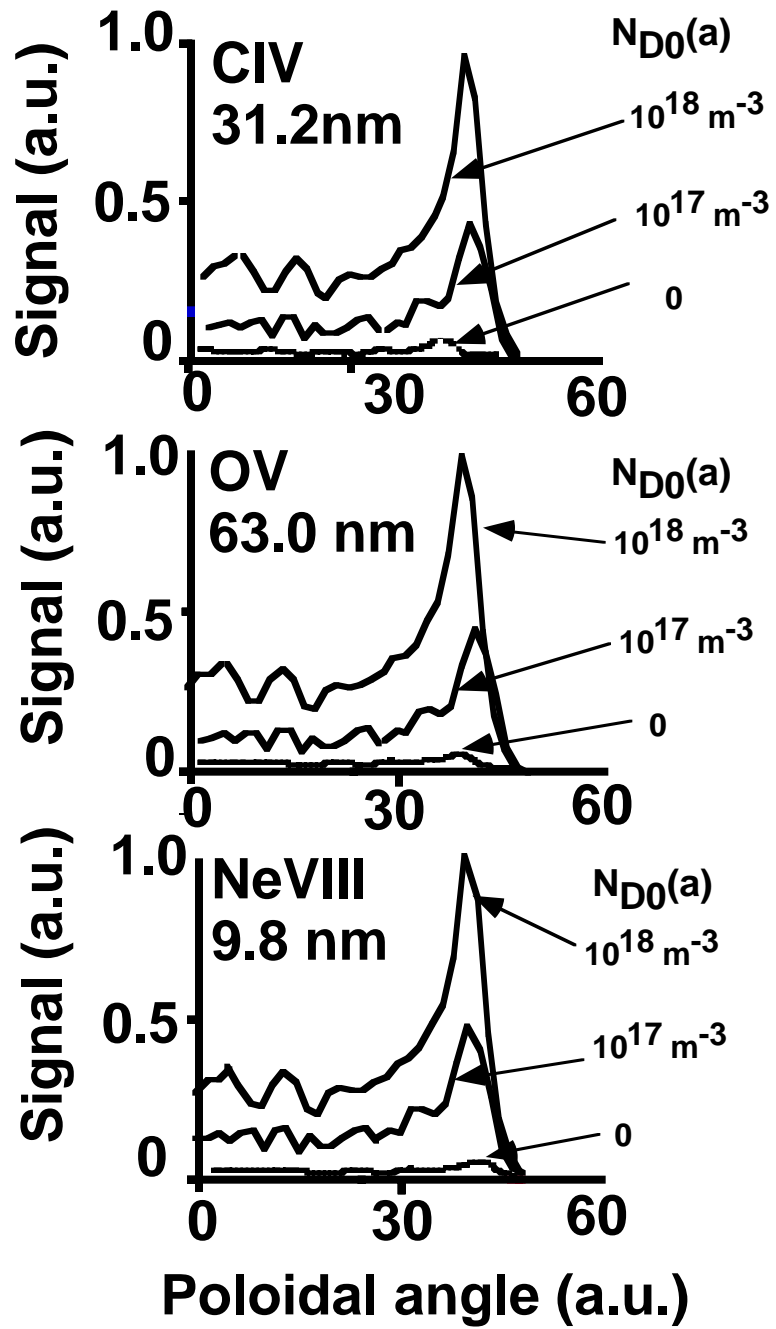 Signal (a.u.)
1.0
0.5
0
CIV
31.2nm
N_D0(a)
10^18 m^-3
10^17 m^-3
0
0 30 60
Signal (a.u.)
1.0
0.5
0
OV
63.0 nm
N_D0(a)
10^18 m^-3
10^17 m^-3
0
0 30 60
Signal (a.u.)
1.0
0.5
0
NeVIII
9.8 nm
N_D0(a)
10^18 m^-3
10^17 m^-3
0
0 30 60
Poloidal angle (a.u.)